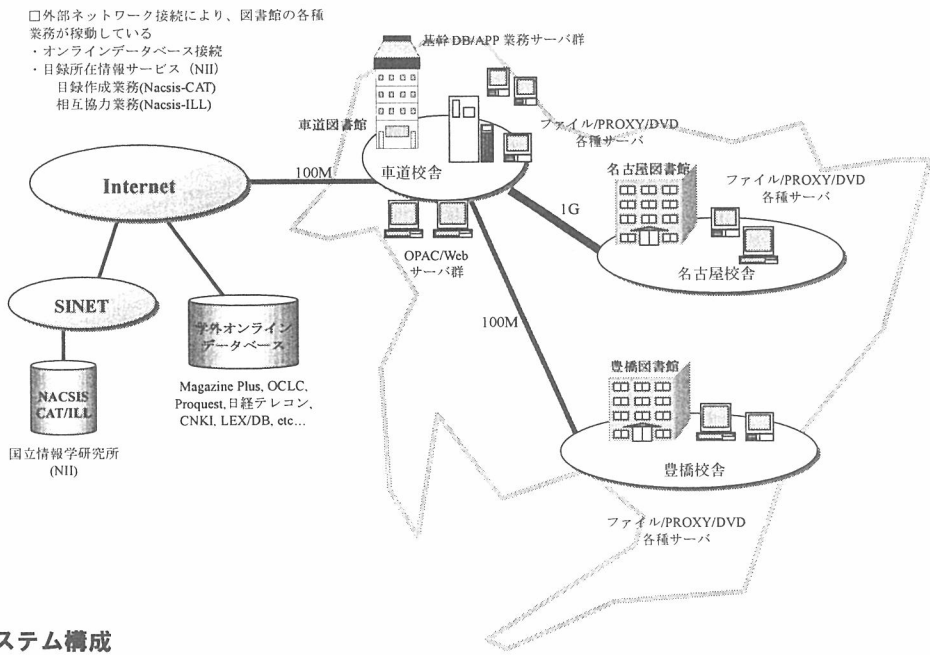 □外部ネットワーク接続により、図書館の各種
業務が稼動している
・オンラインデータベース接続
・目録所在情報サービス（NII）
目録作成業務(Nacsis-CAT)
相互協力業務(Nacsis-ILL)
基幹DB/APP 業務サーバ群
車道図書館
ファイル/PROXY/DVD
各種サーバ
車道校舎
Internet
100M
名古屋図書館
ファイル/PROXY/DVD
各種サーバ
1G
OPAC/Web
サーバ群
名古屋校舎
SINET
学外オンライン
データベース
100M
NACSIS
CAT/ILL
Magazine Plus, OCLC,
Proquest,日経テレコン、
CNKI, LEX/DB, etc...
国立情報学研究所
(NII)
豊橋図書館
豊橋校舎
ファイル/PROXY/DVD
各種サーバ
ステム構成